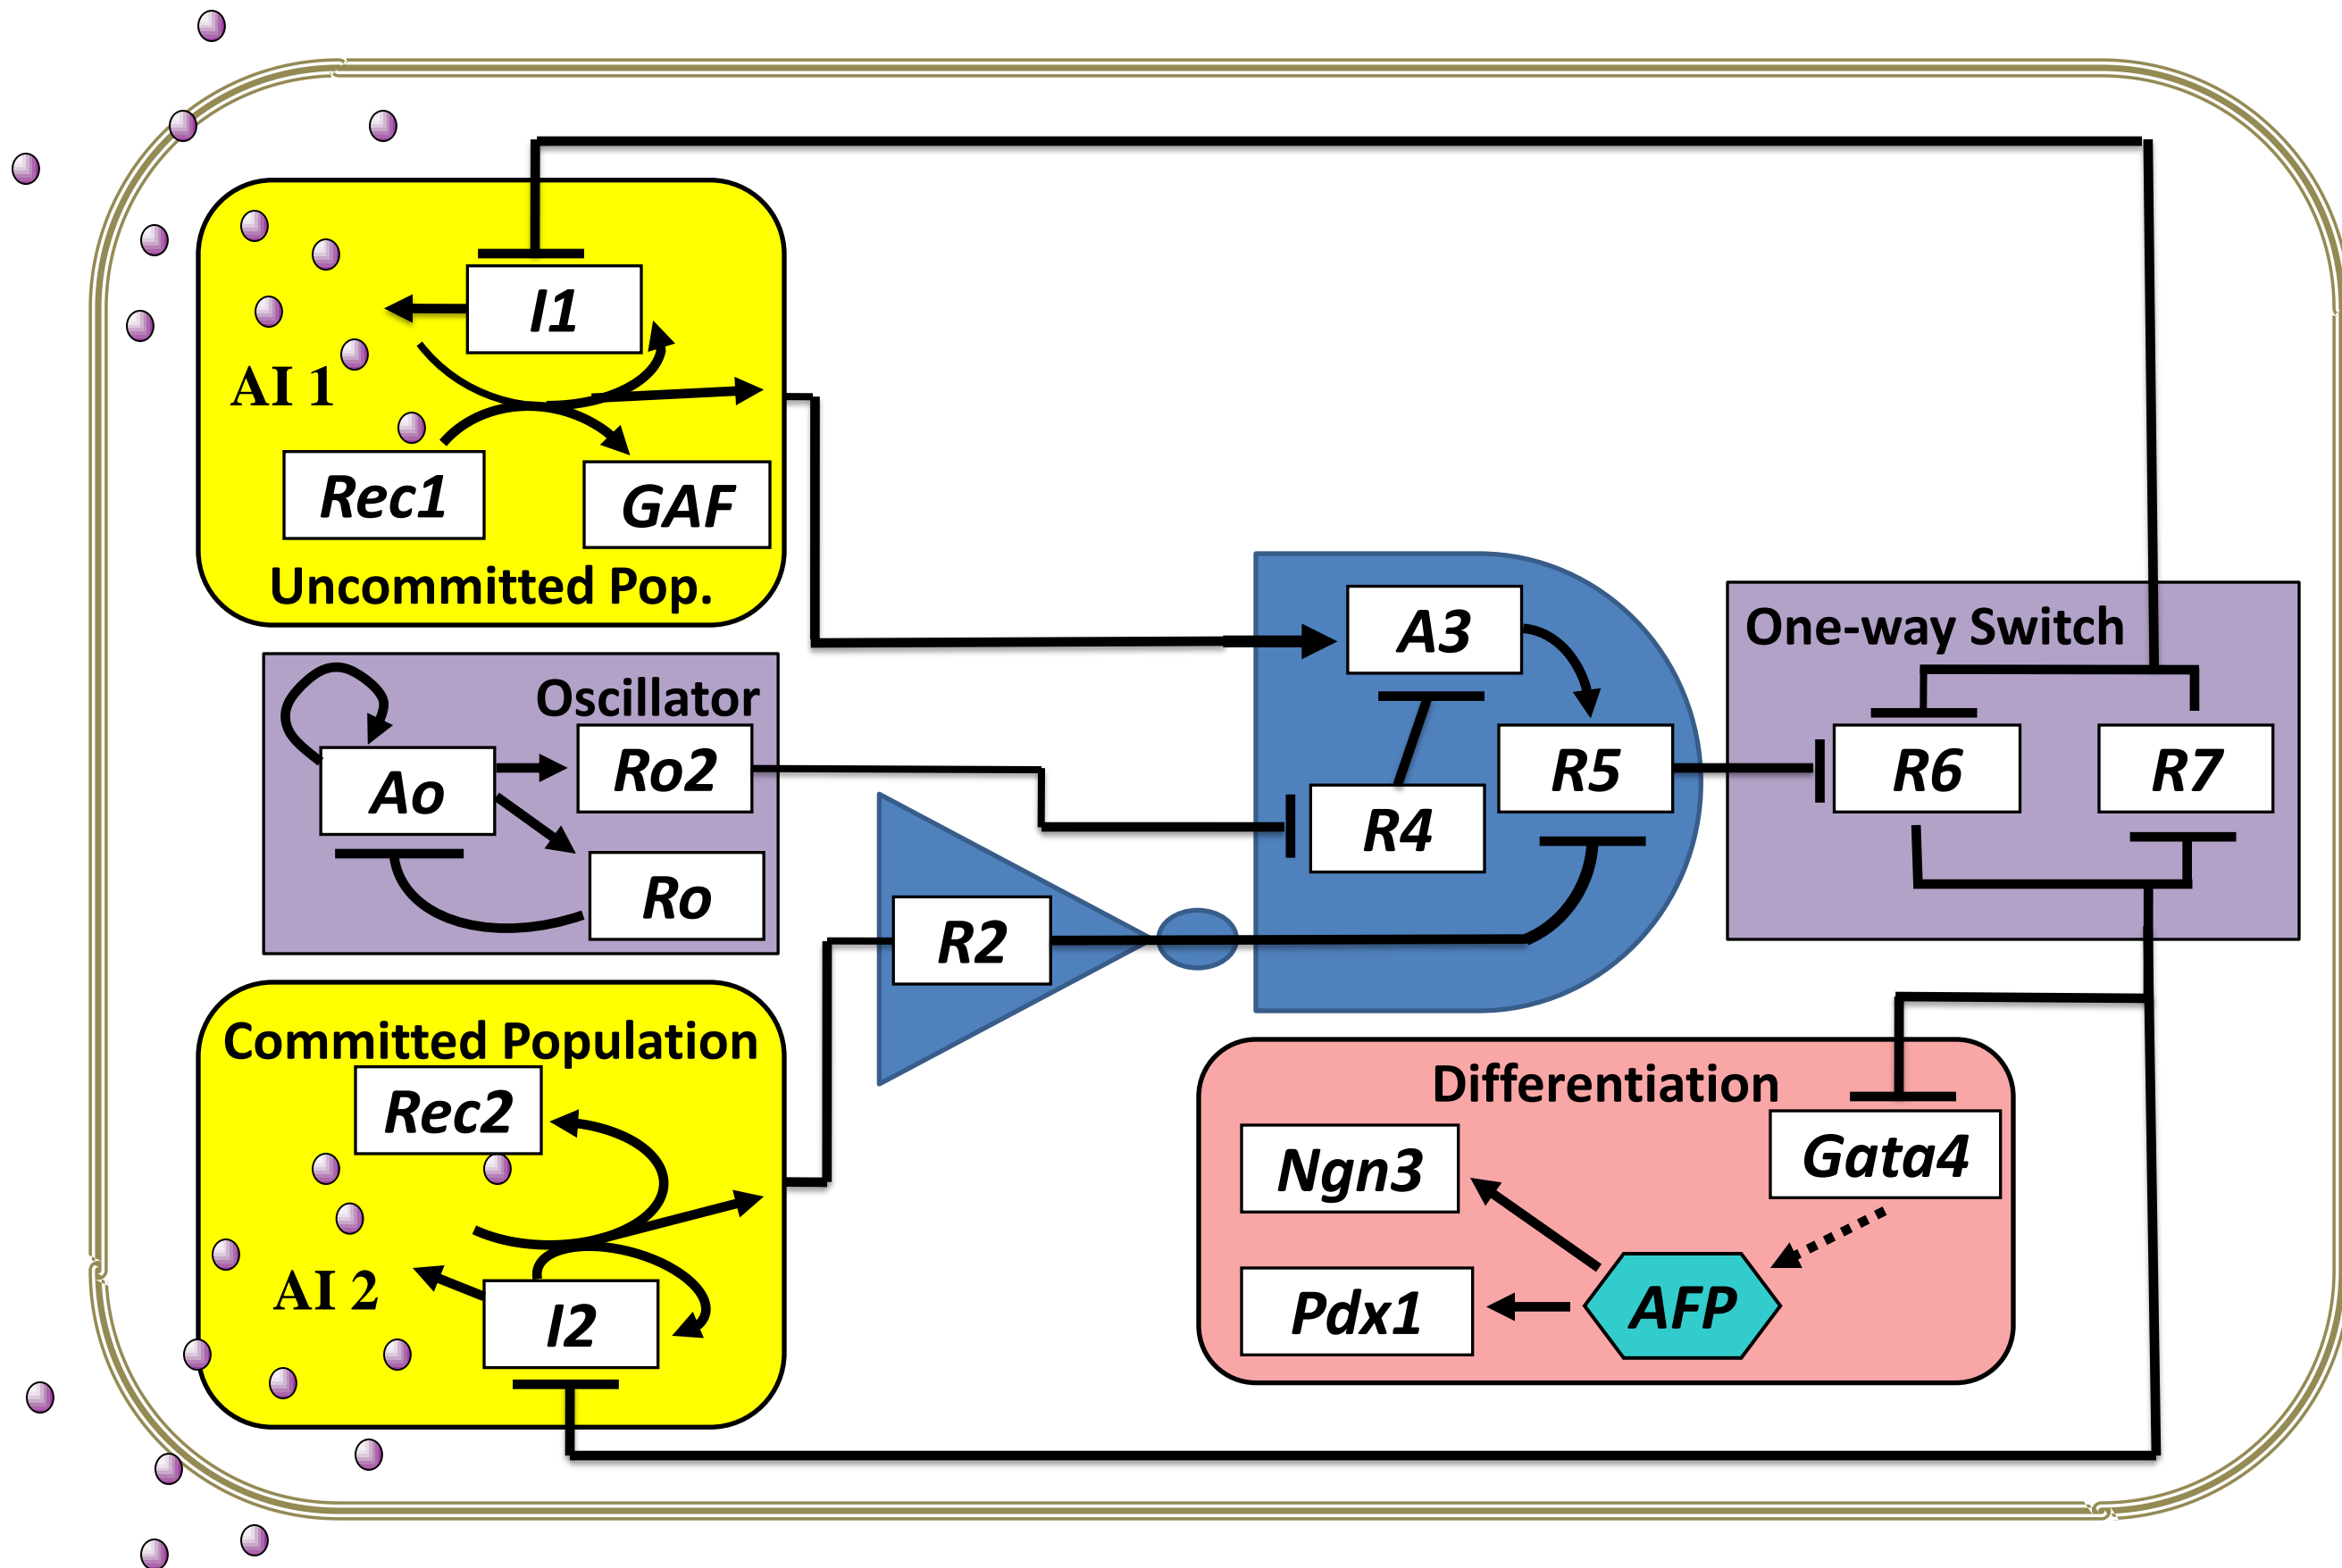 I1
AI 1
Rec1
GAF
Uncommitted Pop.
Oscillator
Ao
Ro2
Ro
Committed Population
Rec2
AI 2
I2
R2
A3
R4
R5
One-way Switch
R6
R7
Differentiation
Ngn3
Gata4
Pdx1
AFP